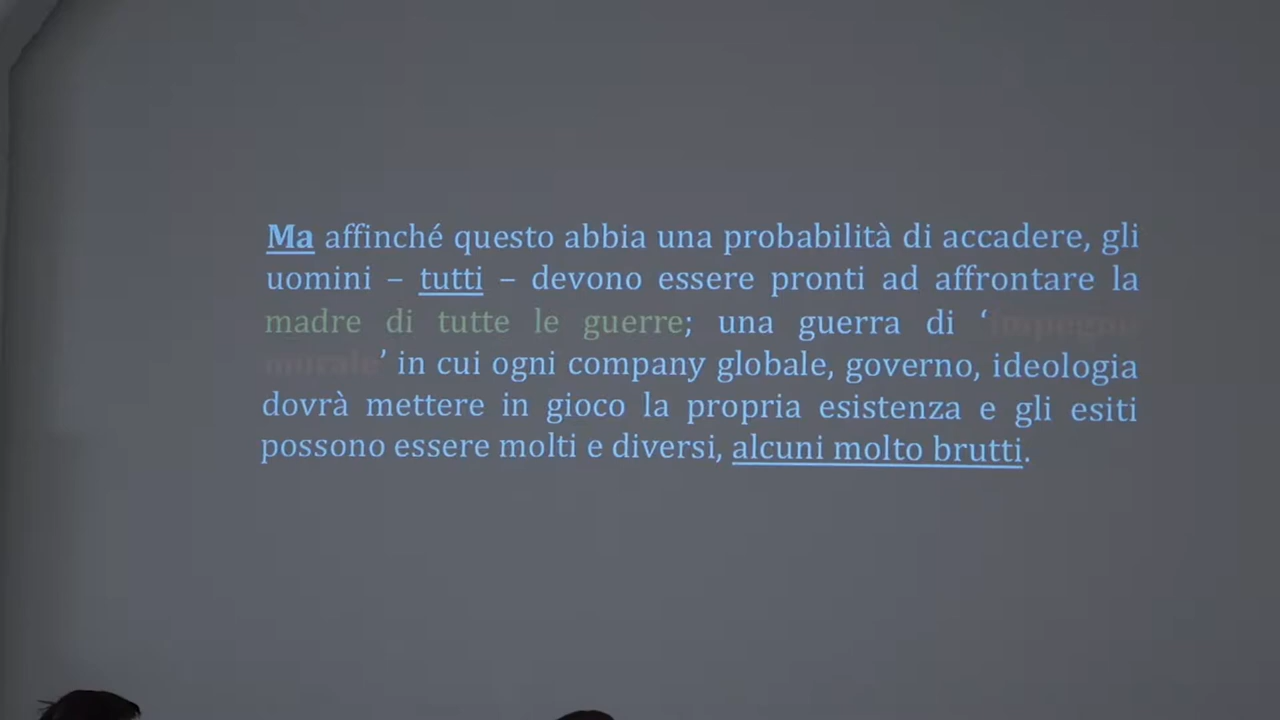 Ma affinché questo abbia una probabilità di accadere, gli
uomini – tutti – devono essere pronti ad affrontare la
madre di tutte le guerre; una guerra di ‘impegno
morale’ in cui ogni company globale, governo, ideologia
dovrà mettere in gioco la propria esistenza e gli esiti
possono essere molti e diversi, alcuni molto brutti.